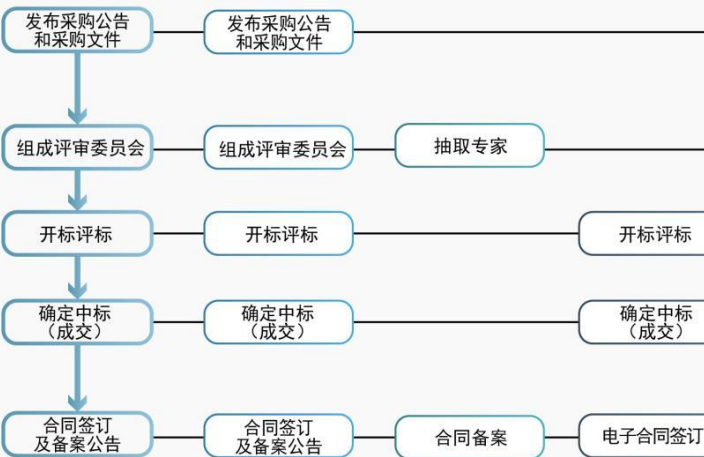 发布采购公告
和采购文件
发布采购公告
和采购文件
组成评审委员会
组成评审委员会
抽取专家
开标评标
开标评标
开标评标
确定中标
（成交）
确定中标
（成交）
确定中标
（成交）
合同签订
及备案公告
合同签订
及备案公告
合同备案
电子合同签订